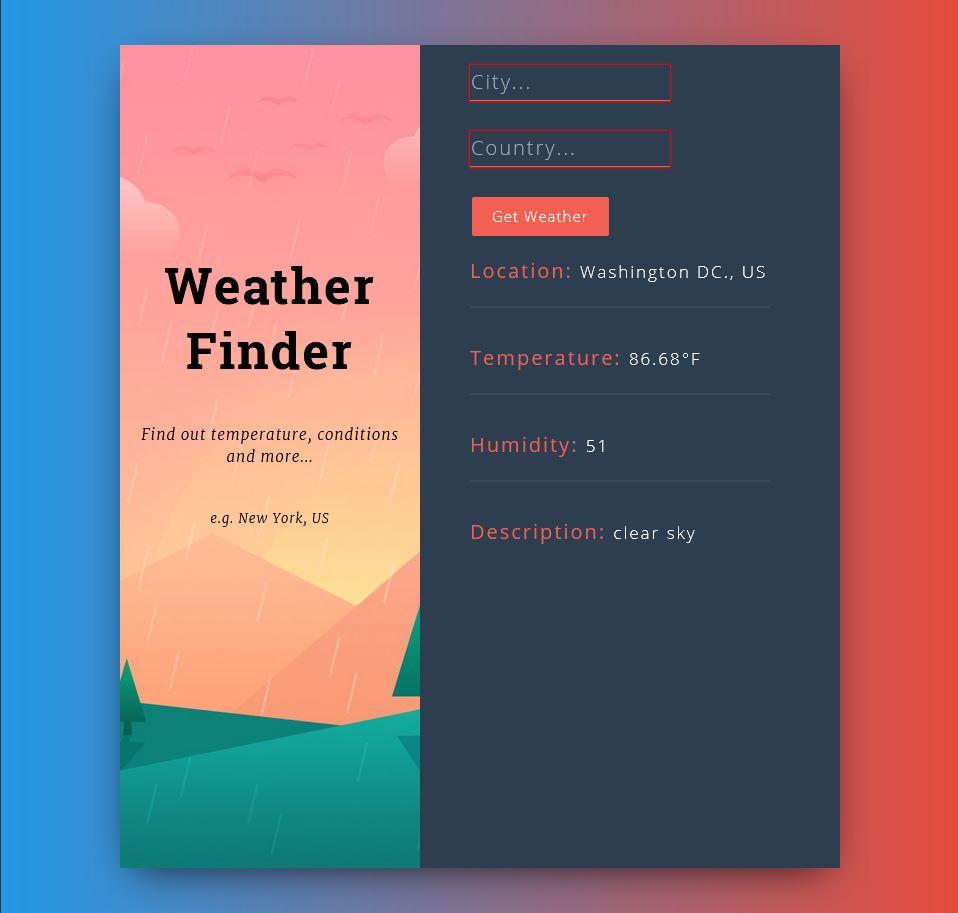 Weather
Finder
Find out temperature, conditions
and more...
e.g. New York, US
City...
Country...
Get Weather
Location: Washington DC., US
Temperature: 86.68°F
Humidity: 51
Description: clear sky